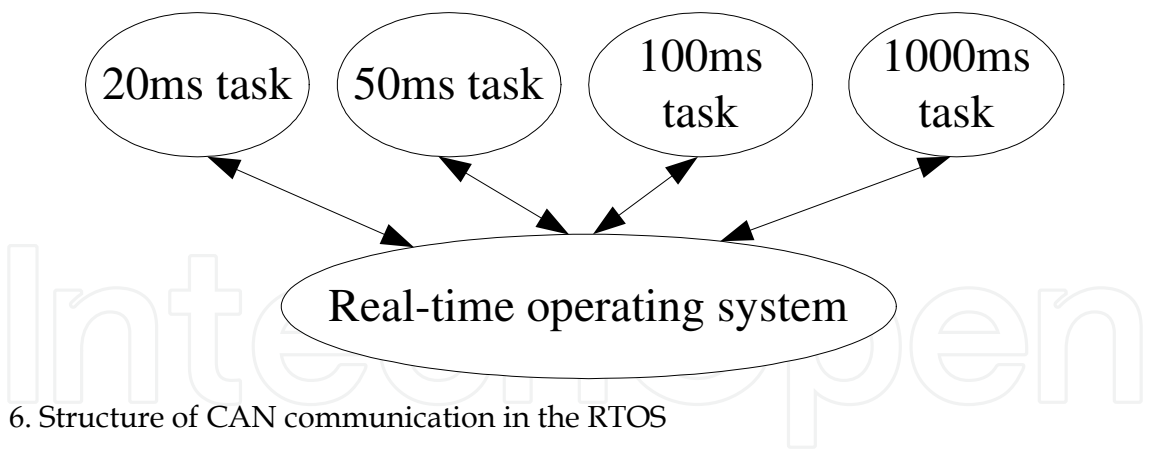 20ms task
50ms task
100ms
task
1000ms
task
Real-time operating system
IntechOpen
6. Structure of CAN communication in the RTOS